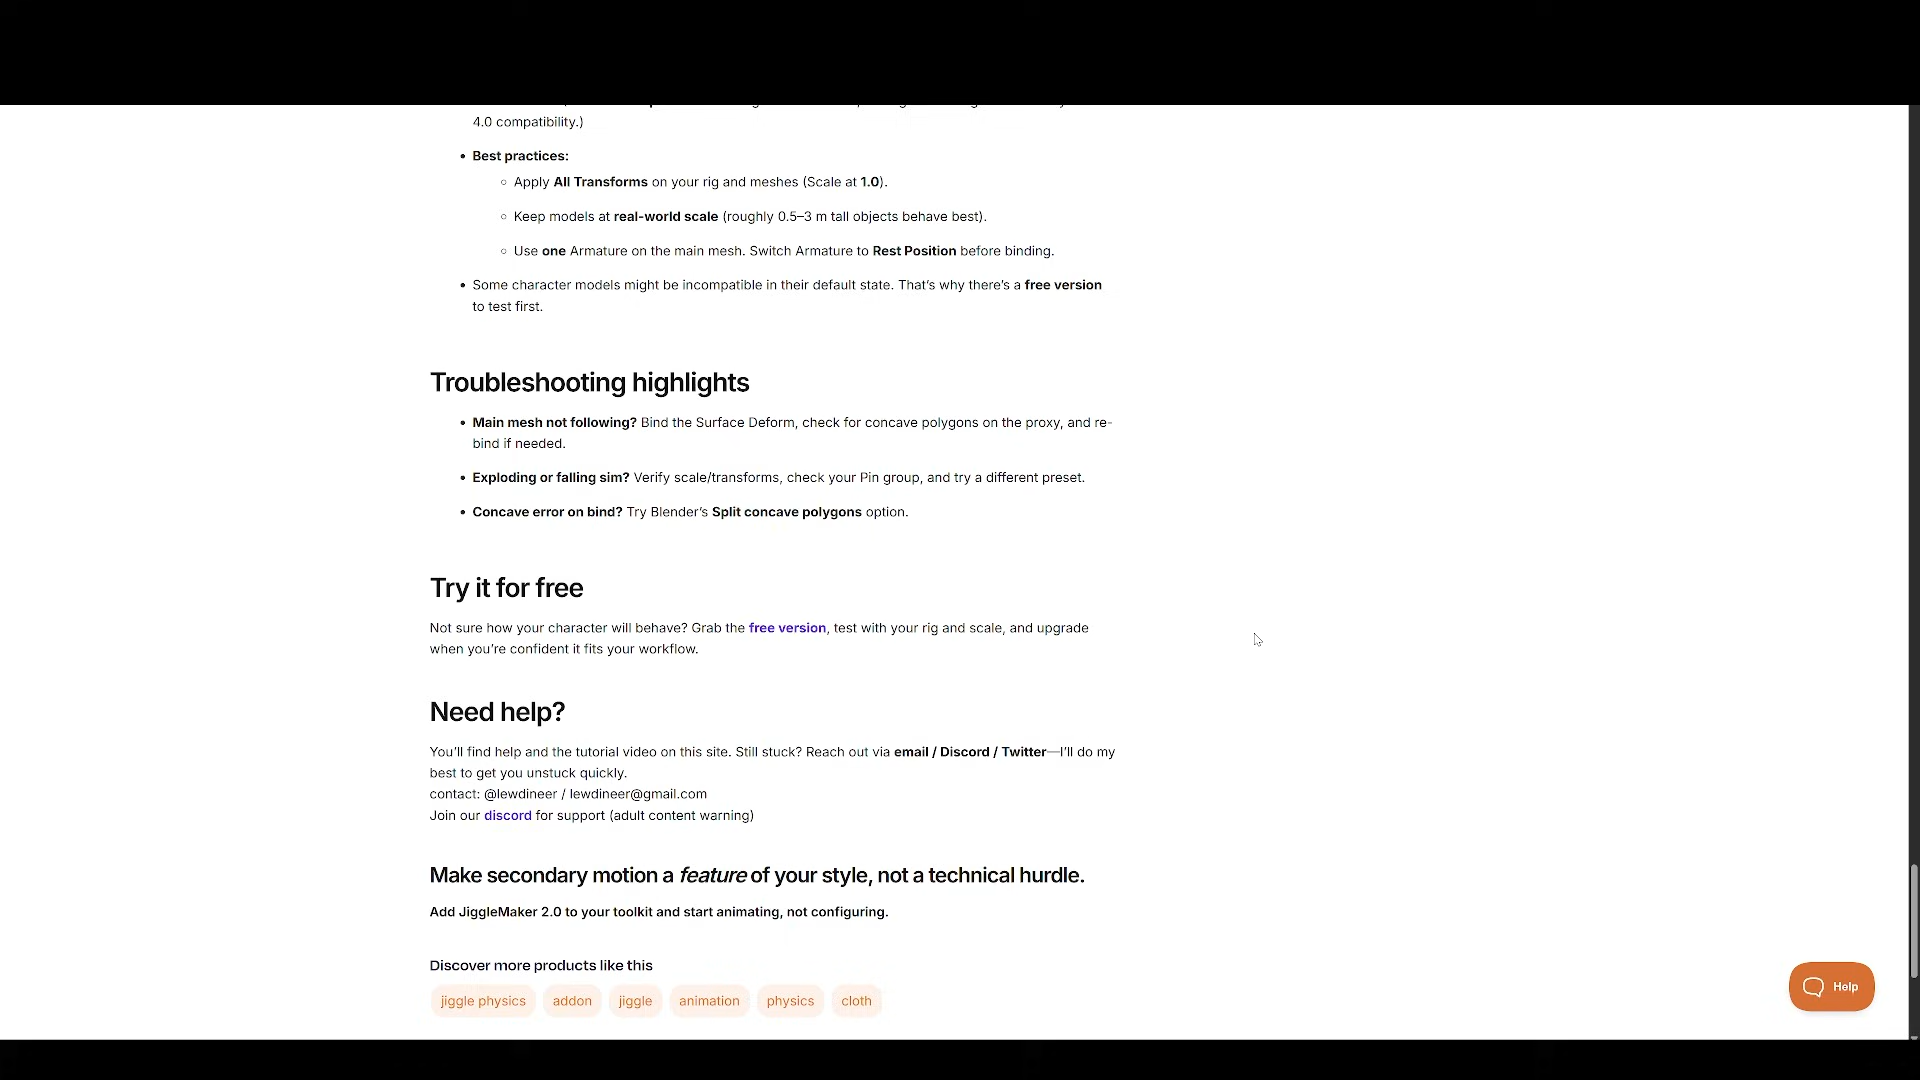 4.0 compatibility.)
• Best practices:
◦ Apply All Transforms on your rig and meshes (Scale at 1.0).
◦ Keep models at real-world scale (roughly 0.5–3 m tall objects behave best).
◦ Use one Armature on the main mesh. Switch Armature to Rest Position before binding.
• Some character models might be incompatible in their default state. That’s why there’s a free version
to test first.
Troubleshooting highlights
• Main mesh not following? Bind the Surface Deform, check for concave polygons on the proxy, and re-
bind if needed.
• Exploding or falling sim? Verify scale/transforms, check your Pin group, and try a different preset.
• Concave error on bind? Try Blender’s Split concave polygons option.
Try it for free
Not sure how your character will behave? Grab the free version, test with your rig and scale, and upgrade
when you’re confident it fits your workflow.
Need help?
You’ll find help and the tutorial video on this site. Still stuck? Reach out via email / Discord / Twitter—I’ll do my
best to get you unstuck quickly.
contact: @lewdineer / lewdineer@gmail.com
Join our discord for support (adult content warning)
Make secondary motion a feature of your style, not a technical hurdle.
Add JiggleMaker 2.0 to your toolkit and start animating, not configuring.
Discover more products like this
jiggle physics addon jiggle animation physics cloth
Help